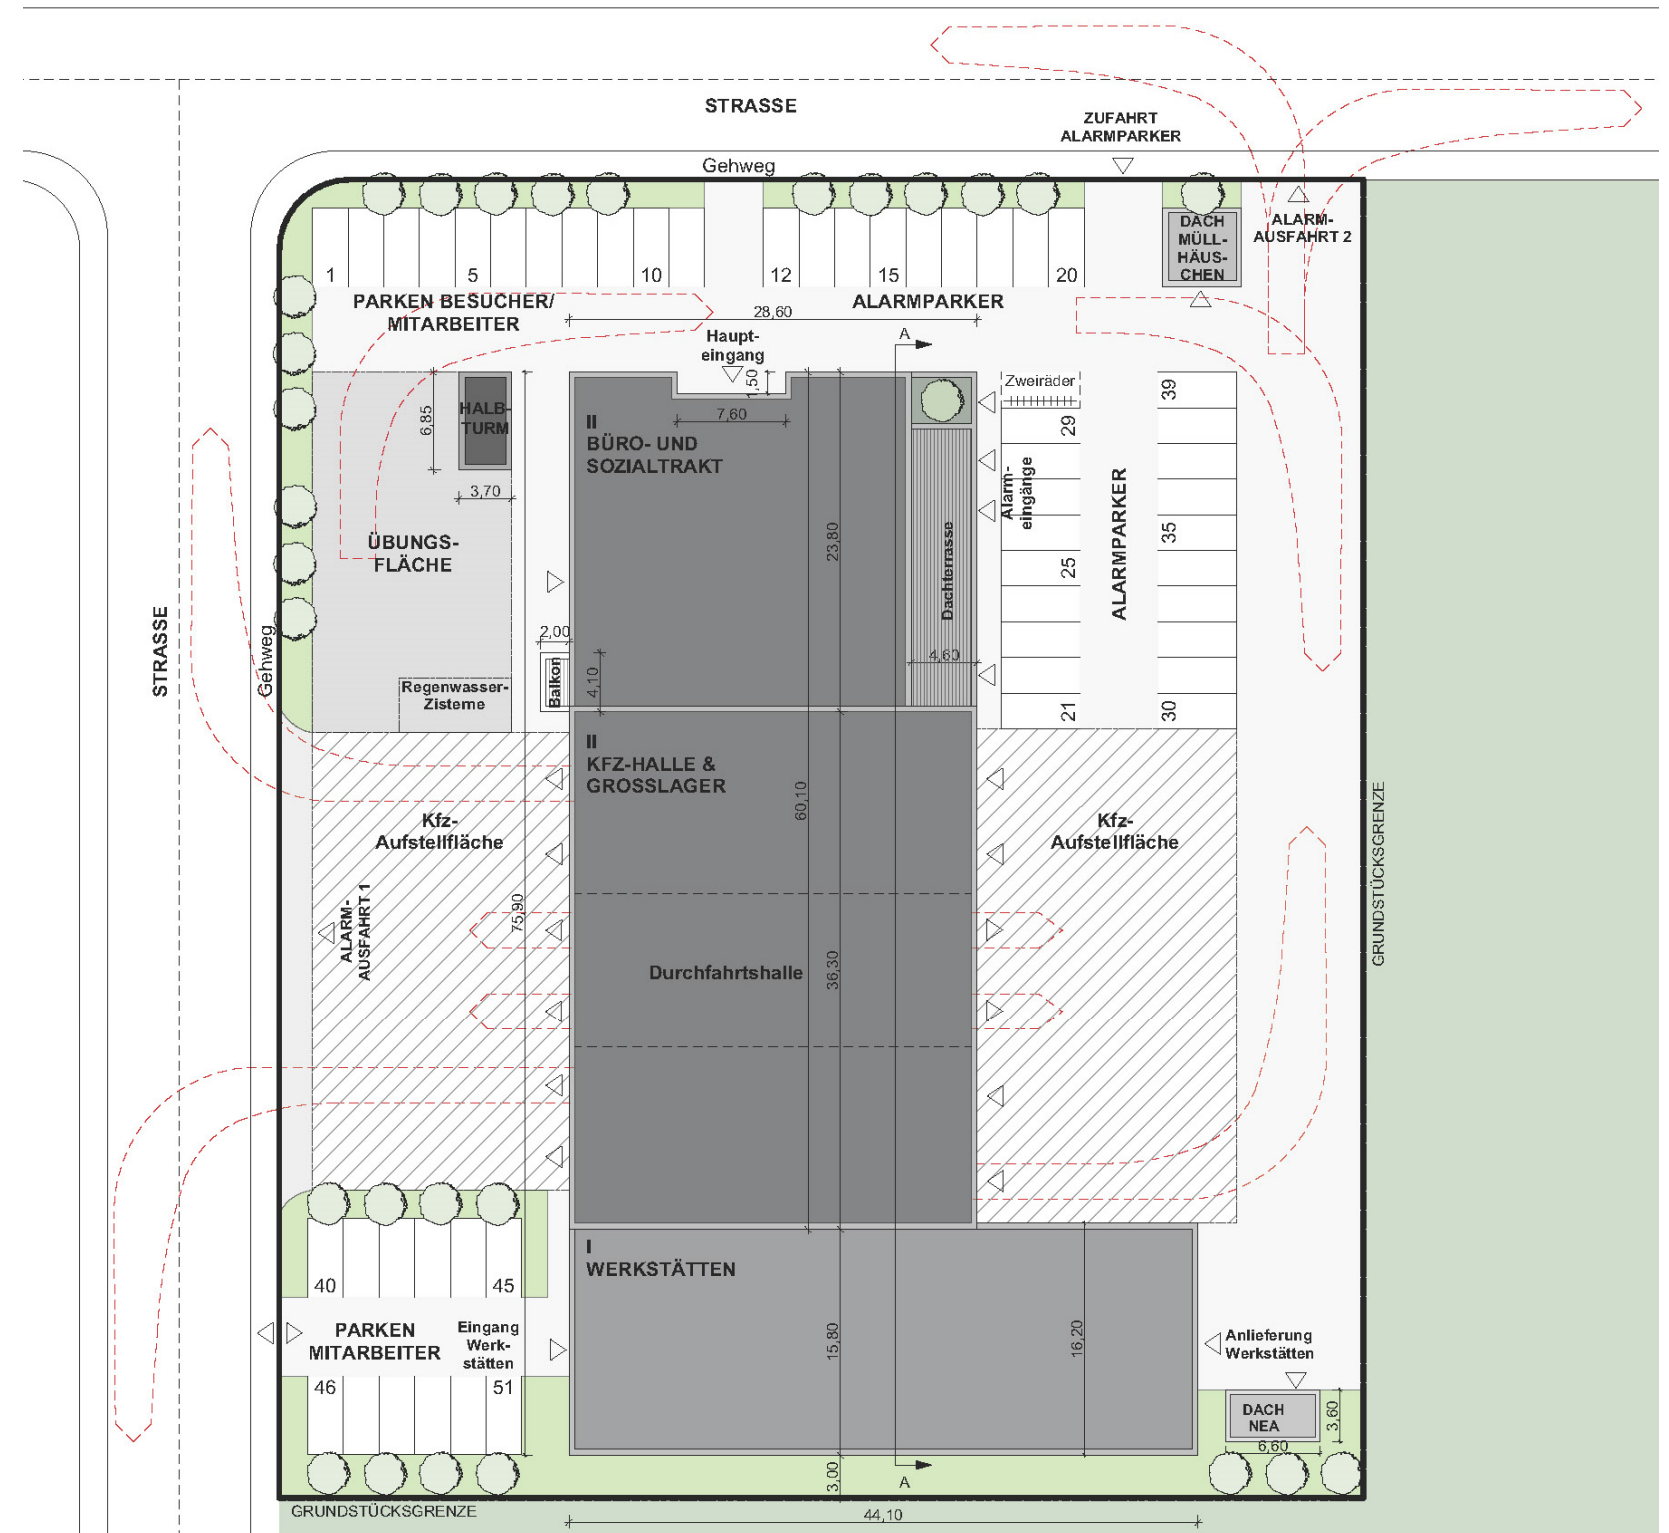 STRASSE
ZUFAHRT
ALARMPARKER
Gehweg
DACH
MÜLL-
HÄUS-
CHEN
ALARM-
AUSFAHRT 2
1
5
10
12
15
20
PARKEN BESUCHER/
MITARBEITER
ALARMPARKER
28,60
Haupt-
eingang
A
1,50
7,60
HALB-
TURM
6,85
3,70
II
BÜRO- UND
SOZIALTRAKT
Zweiräder
39
29
Alarm-
eingänge
ALARMPARKER
35
25
21
30
23,80
Dachterrasse
4,60
ÜBUNGS-
FLÄCHE
STRASSE
Gehweg
2,00
Balkon
4,10
Regenwasser-
Zisterne
II
KFZ-HALLE &
GROSSLAGER
60,10
Kfz-
Aufstellfläche
Kfz-
Aufstellfläche
GRUNDSTÜCKSGRENZE
ALARM-
AUSFAHRT 1
75,90
Durchfahrtshalle
36,30
I
WERKSTÄTTEN
40
45
PARKEN
MITARBEITER
Eingang
Werk-
stätten
46
51
15,80
16,20
Anlieferung
Werkstätten
DACH
NEA
3,60
6,60
3,00
A
GRUNDSTÜCKSGRENZE
44,10